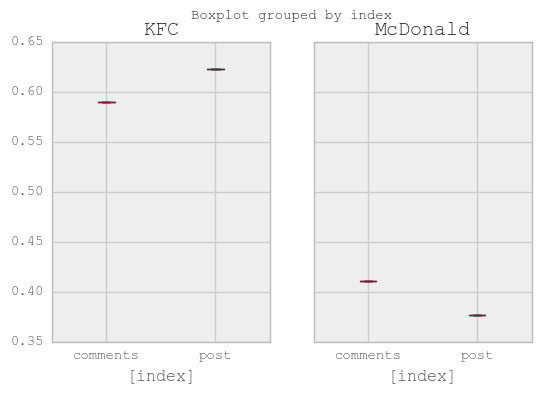 Boxplot grouped by index
KFC
McDonald
0.65
0.60
0.55
0.50
0.45
0.40
0.35
comments post
comments post
[index]
[index]